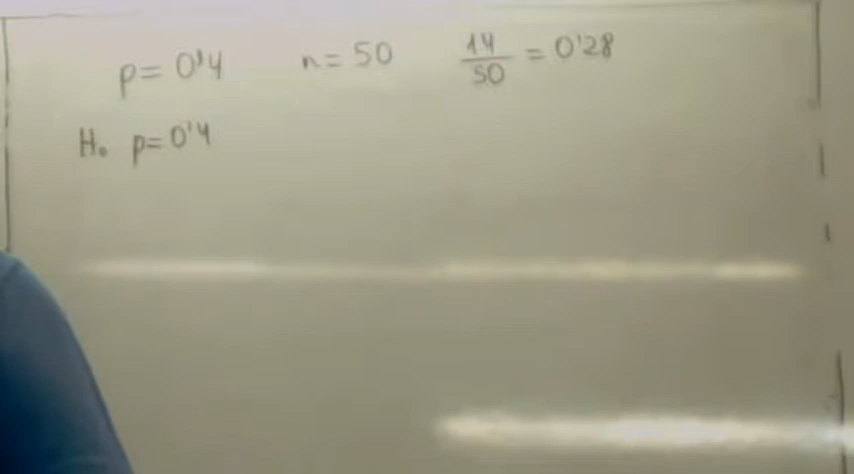 p = 0'4 n = 50 14/50 = 0'28
H₀ p = 0'4